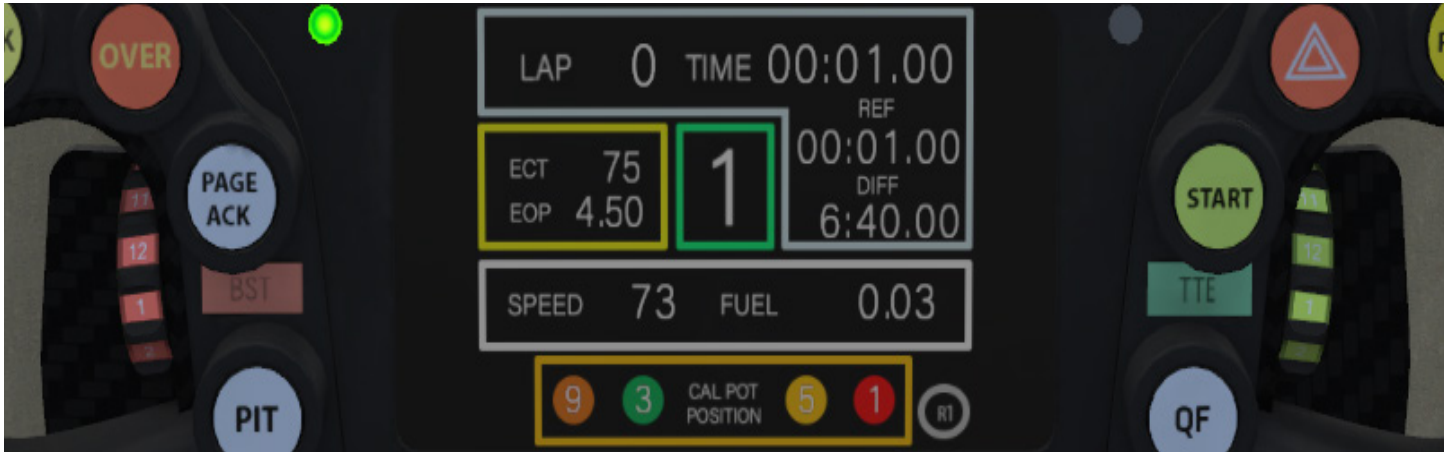 OVER
PAGE
ACK
11
12
1
2
BST
PIT
LAP 0 TIME 00:01.00
REF
00:01.00
DIFF
6:40.00
ECT 75
EOP 4.50
1
SPEED 73 FUEL 0.03
9 3 CAL POT
POSITION 5 1
R1
START
11
12
1
TTE
QF